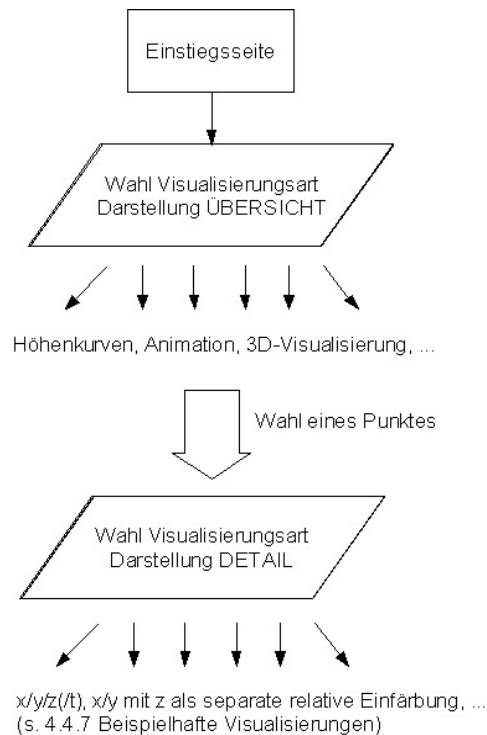 Einstiegsseite
Wahl Visualisierungsart
Darstellung ÜBERSICHT
Höhenkurven, Animation, 3D-Visualisierung, ...
Wahl eines Punktes
Wahl Visualisierungsart
Darstellung DETAIL
x/y/z(/t), x/y mit z als separate relative Einfärbung, ...
(s. 4.4.7 Beispielhafte Visualisierungen)